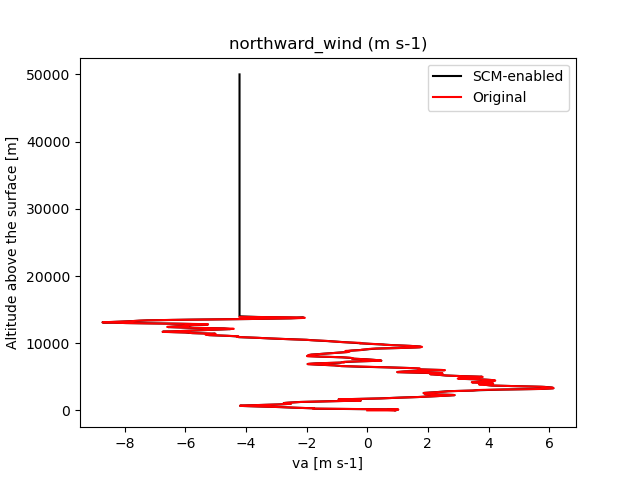 northward_wind (m s-1)
SCM-enabled
Original
Altitude above the surface [m]
50000
40000
30000
20000
10000
0
−8 −6 −4 −2 0 2 4 6
va [m s-1]